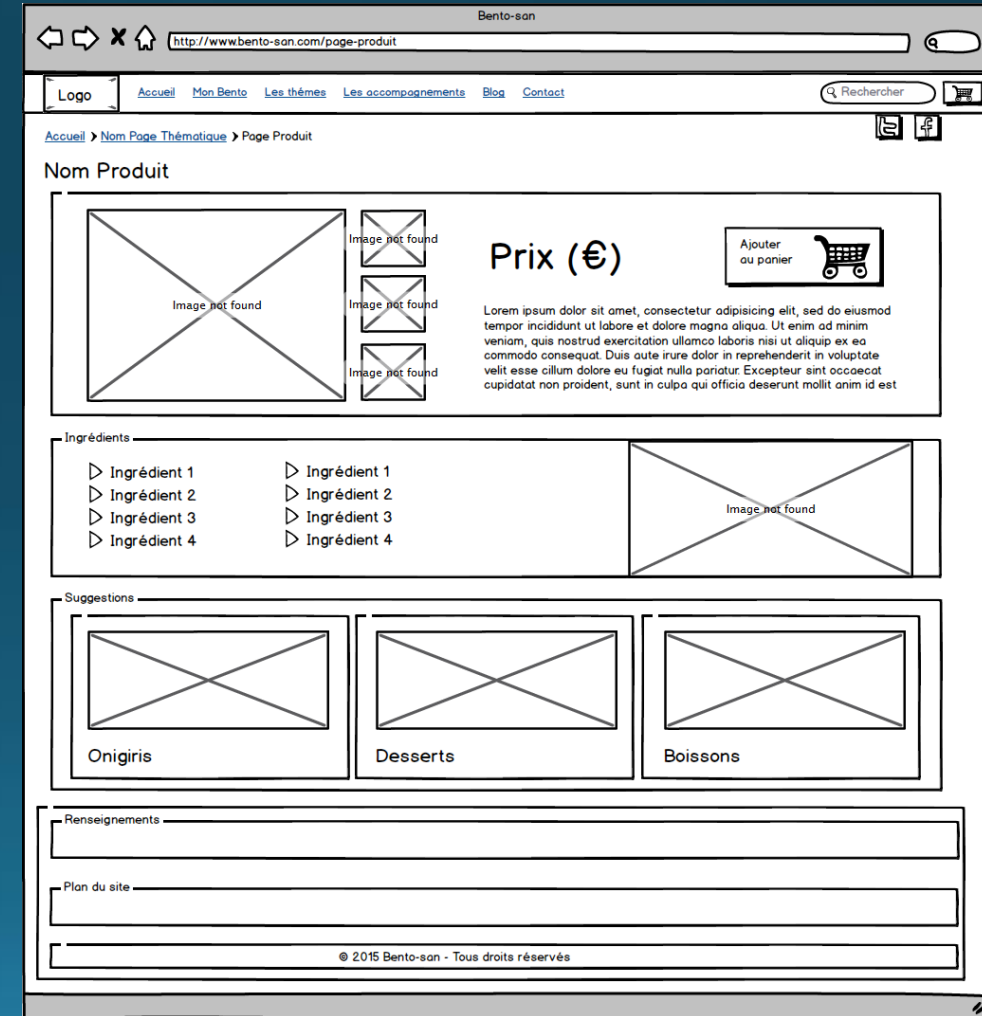 Bento-san
http://www.bento-san.com/page-produit
Logo Accueil Mon Bento Les thèmes Les accompagnements Blog Contact Rechercher
Accueil > Nom Page Thématique > Page Produit
Nom Produit
Image not found
Image not found
Image not found
Image not found
Prix (€)
Ajouter
au panier
Lorem ipsum dolor sit amet, consectetur adipisicing elit, sed do eiusmod
tempor incididunt ut labore et dolore magna aliqua. Ut enim ad minim
veniam, quis nostrud exercitation ullamco laboris nisi ut aliquip ex ea
commodo consequat. Duis aute irure dolor in reprehenderit in voluptate
velit esse cillum dolore eu fugiat nulla pariatur. Excepteur sint occaecat
cupidatat non proident, sunt in culpa qui officia deserunt mollit anim id est
Ingrédients
Ingrédient 1
Ingrédient 2
Ingrédient 3
Ingrédient 4
Ingrédient 1
Ingrédient 2
Ingrédient 3
Ingrédient 4
Image not found
Suggestions
Onigiris
Desserts
Boissons
Renseignements
Plan du site
© 2015 Bento-san - Tous droits réservés